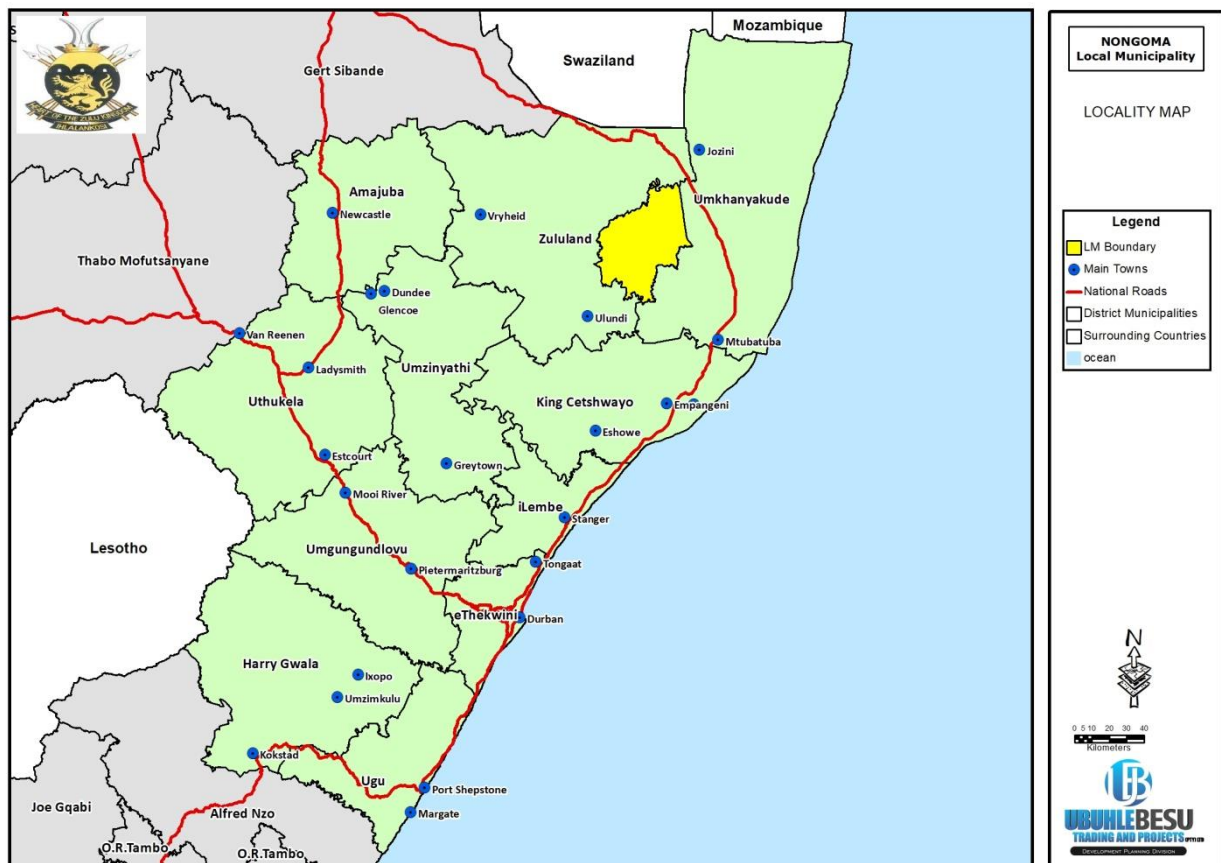 Mozambique
Swaziland
Gert Sibande
OF THE ZULU KINGDOM
Jozini
Amajuba
Umkhanyakude
Newcastle
Vryheid
Zululand
Thabo Mofutsanyane
Dundee
Glencoe
Ulundi
Van Reenen
Mtubatuba
Ladysmith
Umzinyathi
Uthukela
King Cetshwayo
Empangeni
Eshowe
Estcourt
Greytown
Mooi River
iLembe
Stanger
Lesotho
Umgungundlovu
Tongaat
Pietermaritzburg
eThekwini
Durban
Harry Gwala
Ixopo
Umzimkulu
Kokstad
Ugu
Port Shepstone
Joe Gqabi
Alfred Nzo
Margate
O.R.Tambo
O.R.Tambo
NONGOMA
Local Municipality
LOCALITY MAP
Legend
LM Boundary
Main Towns
National Roads
District Municipalities
Surrounding Countries
ocean
N
0 5 10 20 30 40
Kilometers
UBUHLEBESU
TRADING AND PROJECTS
DEVELOPMENT PLANNING DIVISION